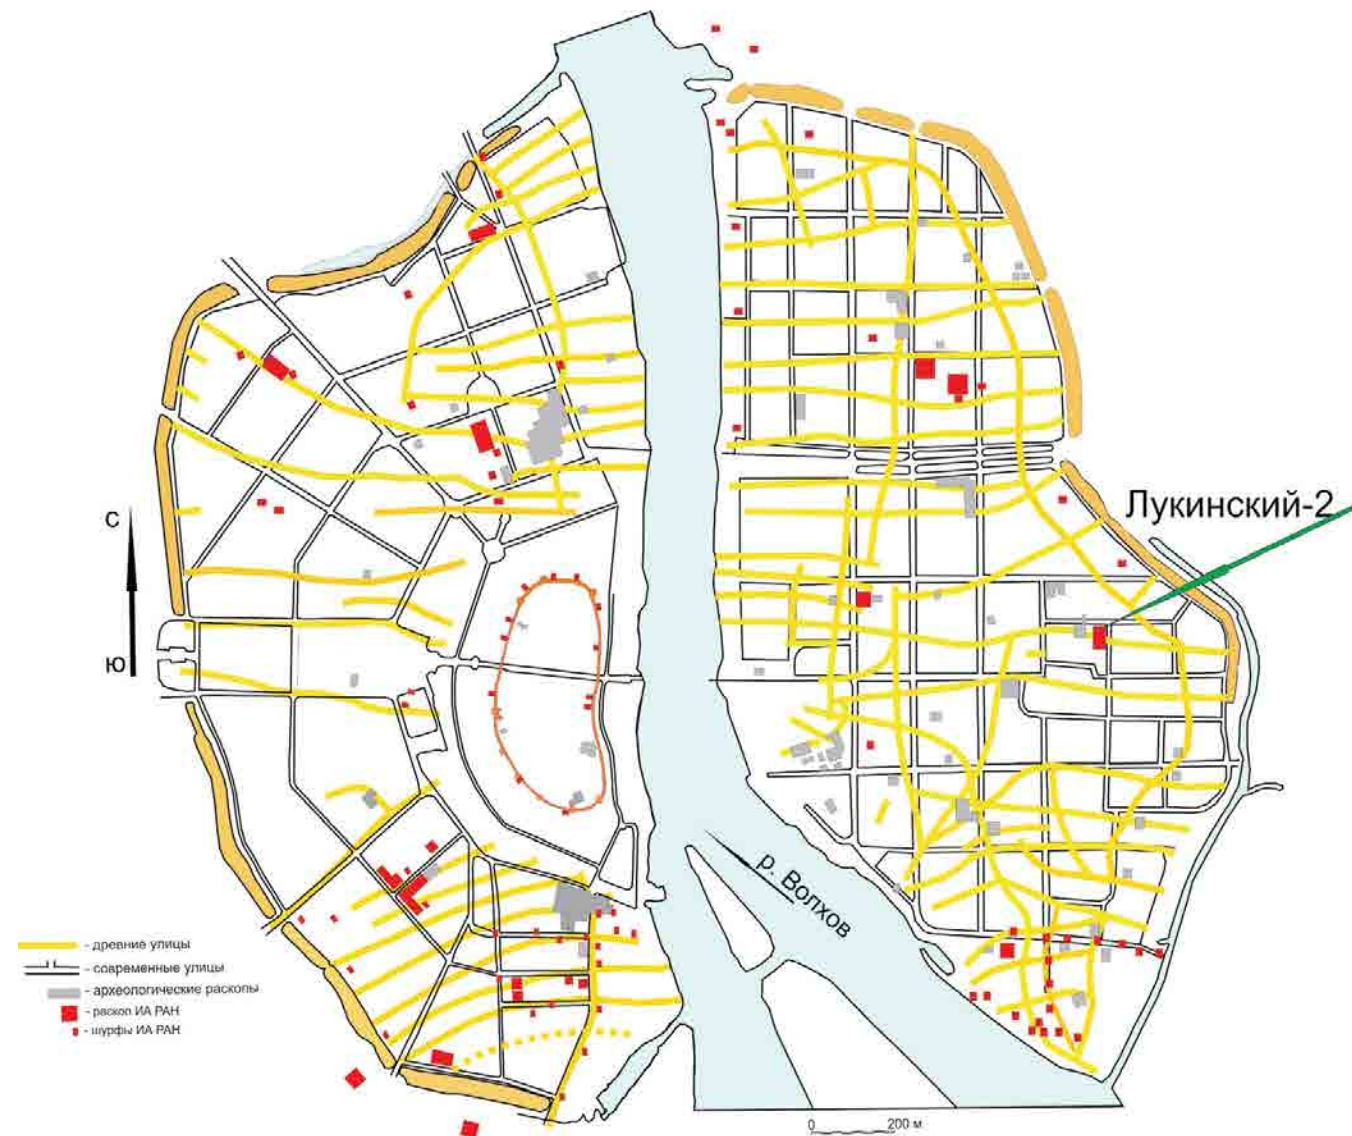 Лукинский-2
С
Ю
р. Волхов
- древние улицы
- современные улицы
- археологические раскопы
- раскоп ИА РАН
- шурфы ИА РАН
0 200 м